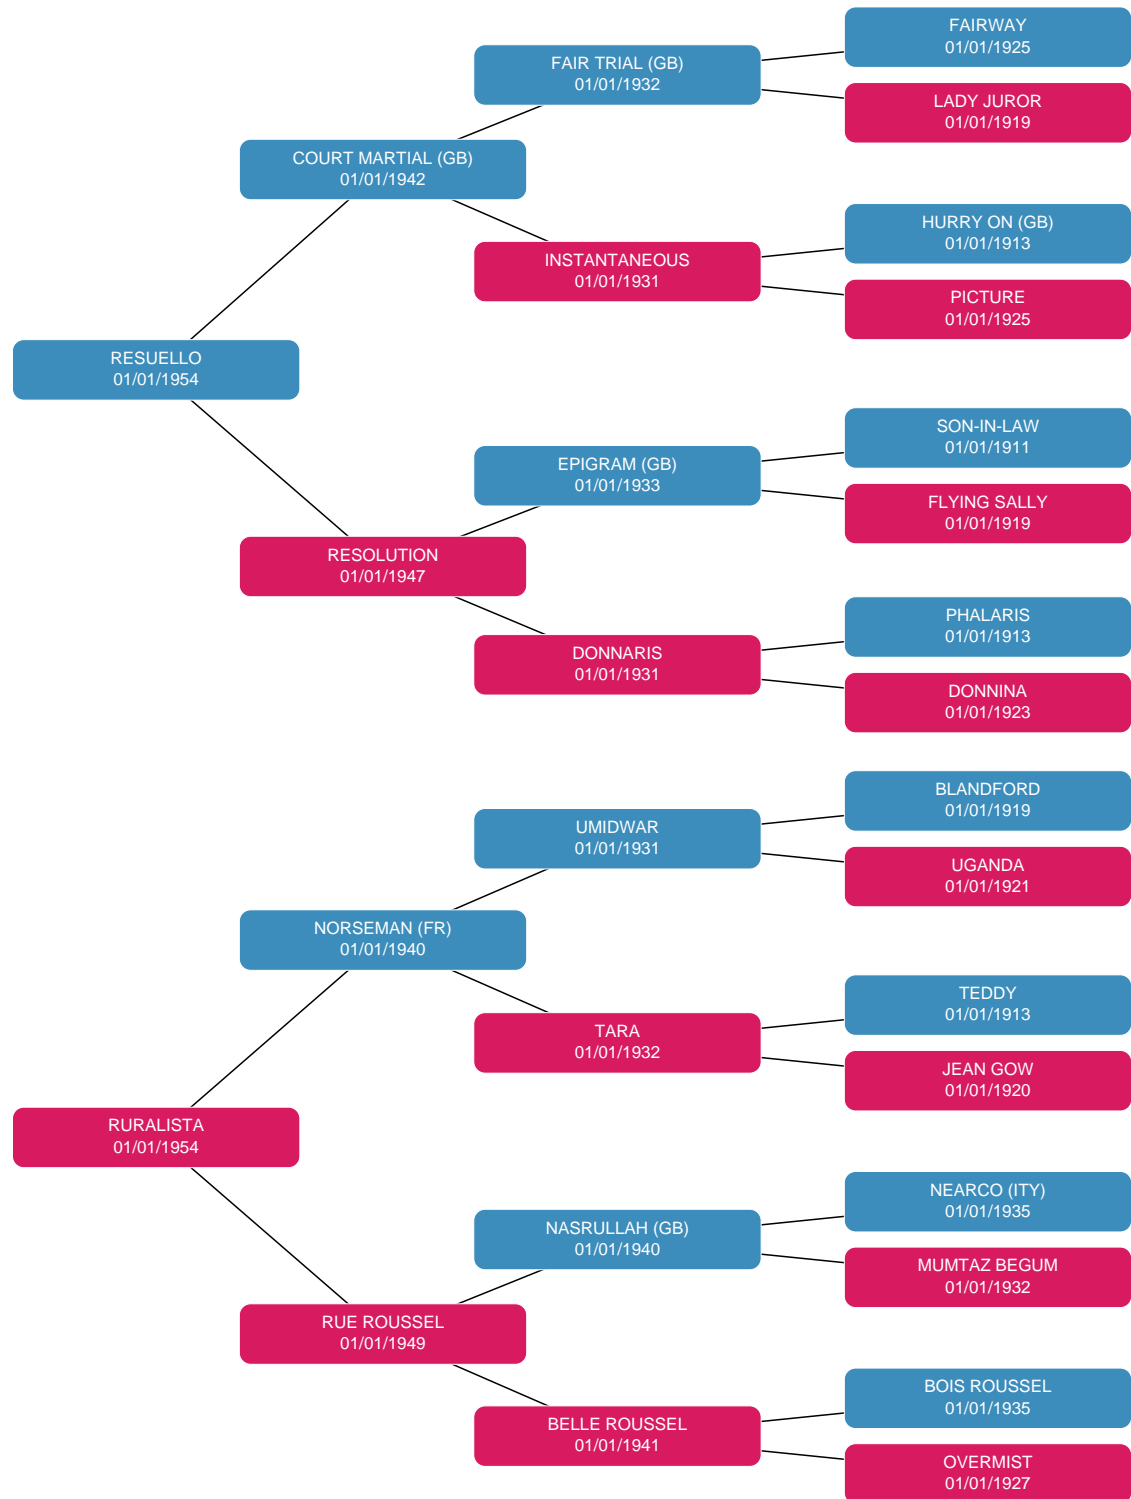 FAIRWAY
01/01/1925
FAIR TRIAL (GB)
01/01/1932
LADY JUROR
01/01/1919
COURT MARTIAL (GB)
01/01/1942
HURRY ON (GB)
01/01/1913
INSTANTANEOUS
01/01/1931
PICTURE
01/01/1925
RESUELLO
01/01/1954
SON-IN-LAW
01/01/1911
EPIGRAM (GB)
01/01/1933
FLYING SALLY
01/01/1919
RESOLUTION
01/01/1947
PHALARIS
01/01/1913
DONNARIS
01/01/1931
DONNINA
01/01/1923
BLANDFORD
01/01/1919
UMIDWAR
01/01/1931
UGANDA
01/01/1921
NORSEMAN (FR)
01/01/1940
TEDDY
01/01/1913
TARA
01/01/1932
JEAN GOW
01/01/1920
RURALISTA
01/01/1954
NEARCO (ITY)
01/01/1935
NASRULLAH (GB)
01/01/1940
MUMTAZ BEGUM
01/01/1932
RUE ROUSSEL
01/01/1949
BOIS ROUSSEL
01/01/1935
BELLE ROUSSEL
01/01/1941
OVERMIST
01/01/1927